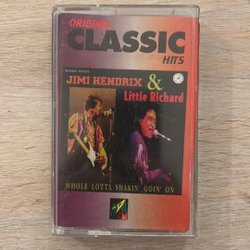 ORIGINAL
CLASSIC
HITS
JIMI HENDRIX &
Little Richard
WHOLE LOTTA SHAKIN' GOIN' ON